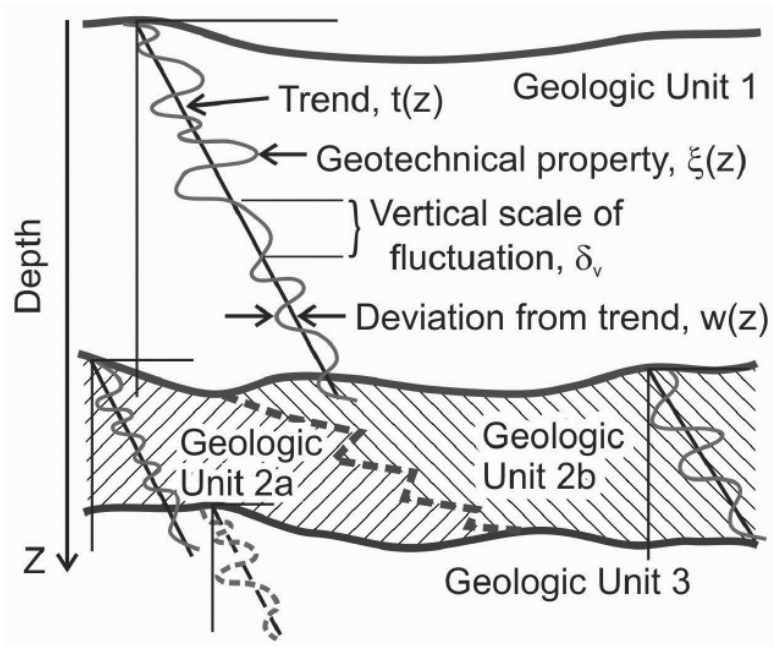 Geologic Unit 1
Trend, t(z)
Geotechnical property, ξ(z)
Vertical scale of
fluctuation, δv
Depth
Deviation from trend, w(z)
Geologic
Unit 2a
Geologic
Unit 2b
Z
Geologic Unit 3